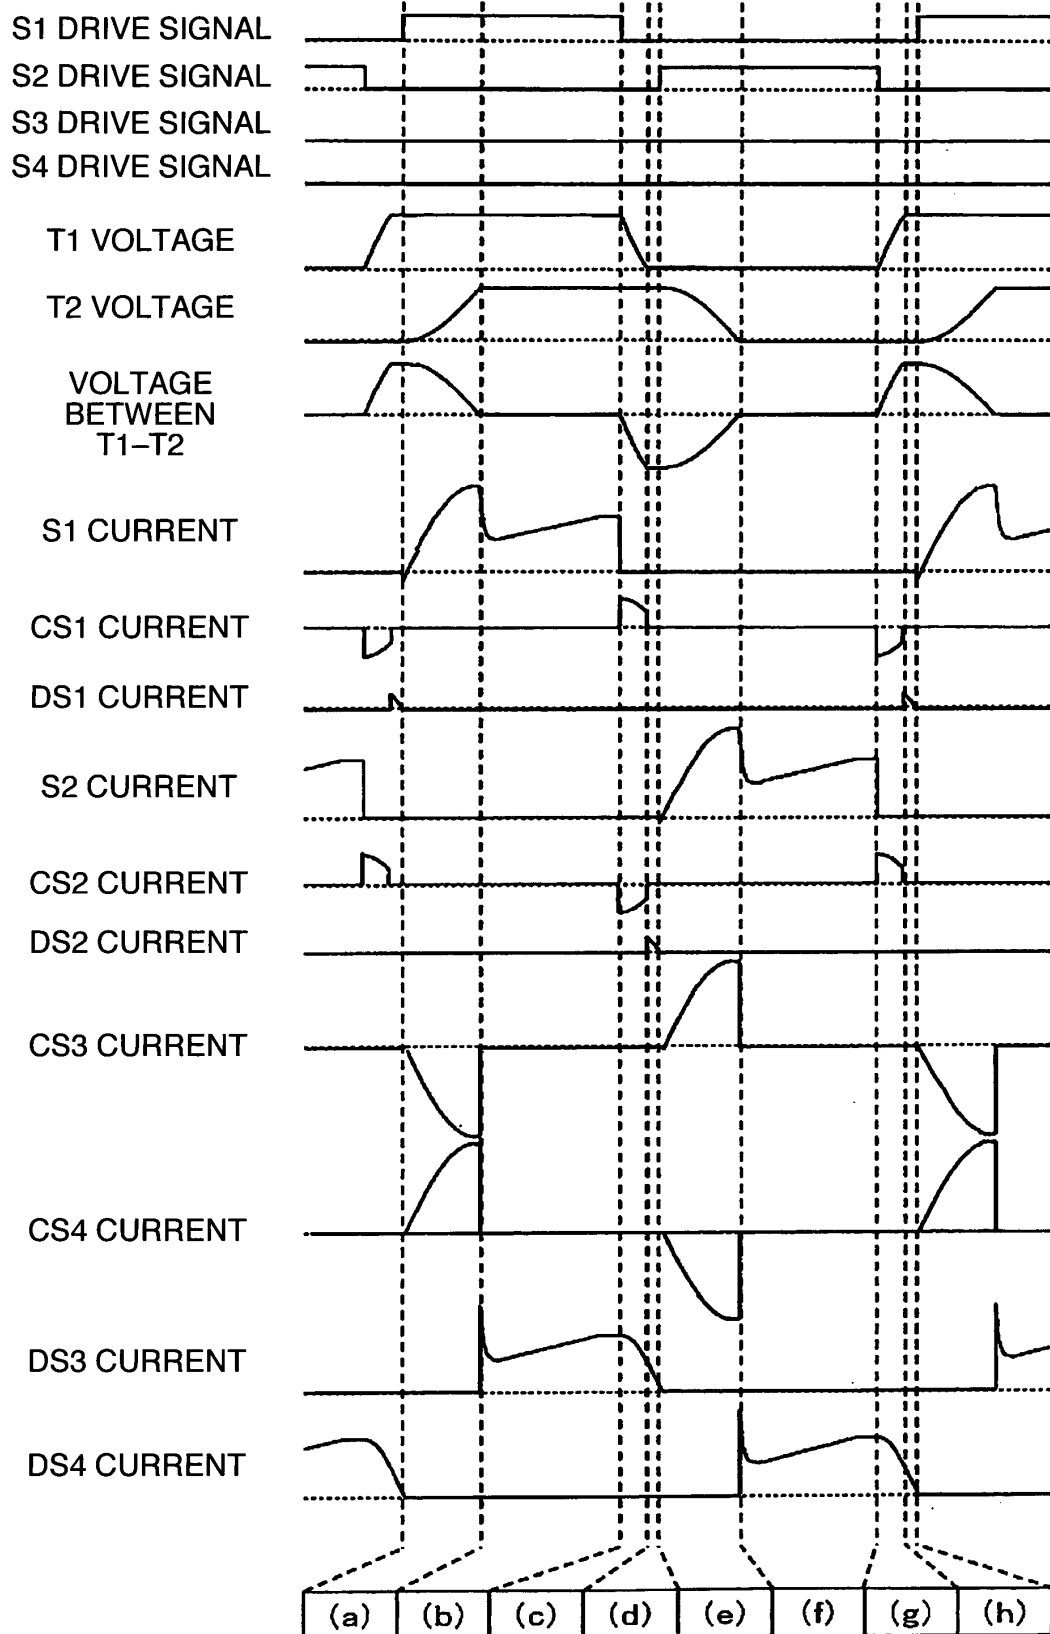 S1 DRIVE SIGNAL
S2 DRIVE SIGNAL
S3 DRIVE SIGNAL
S4 DRIVE SIGNAL
T1 VOLTAGE
T2 VOLTAGE
VOLTAGE
BETWEEN
T1–T2
S1 CURRENT
CS1 CURRENT
DS1 CURRENT
S2 CURRENT
CS2 CURRENT
DS2 CURRENT
CS3 CURRENT
CS4 CURRENT
DS3 CURRENT
DS4 CURRENT
(a) (b) (c) (d) (e) (f) (g) (h)